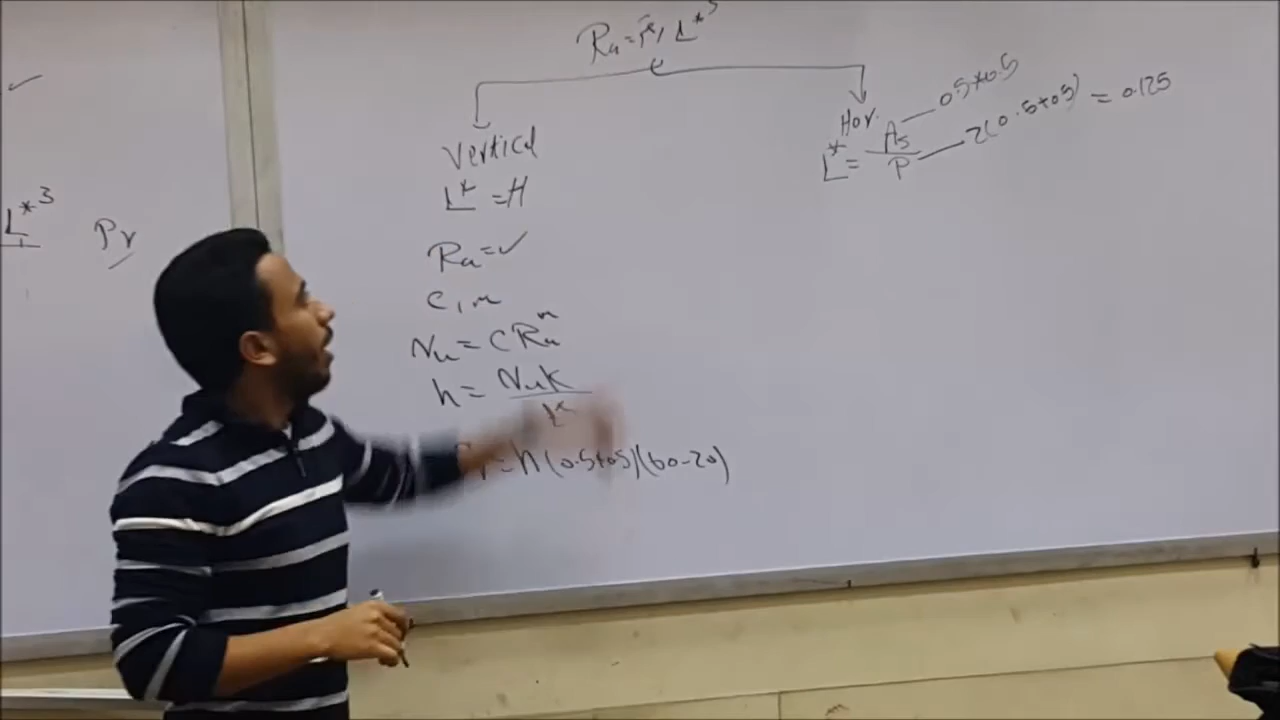 L*³ Pr
Ra = L*³
Vertical
L* = H
Ra = ✓
C, n
Nu = C Raⁿ
h = Nu K / L*
= h (0.5*0.5)(60-20)
Hor.
L* = As / P
0.5*0.5
2(0.5+0.5) = 0.125